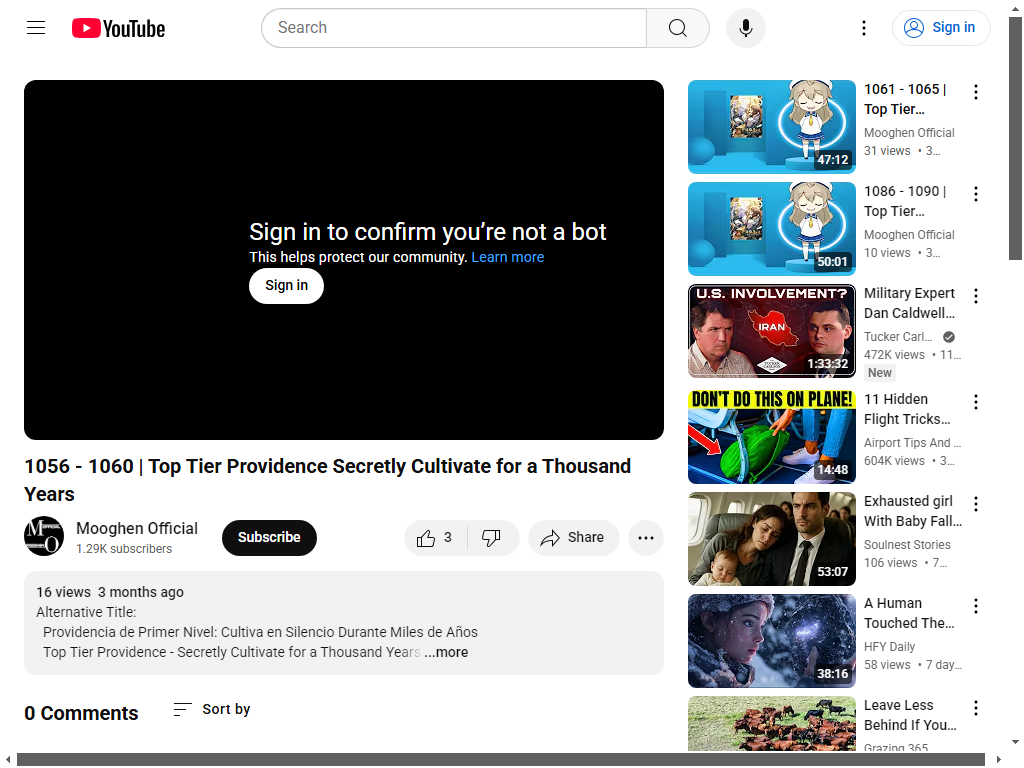 YouTube
Search
Sign in
Sign in to confirm you’re not a bot
This helps protect our community. Learn more
Sign in
1056 - 1060 | Top Tier Providence Secretly Cultivate for a Thousand
Years
Mooghen Official
1.29K subscribers
Subscribe
3
Share
16 views 3 months ago
Alternative Title:
Providencia de Primer Nivel: Cultiva en Silencio Durante Miles de Años
Top Tier Providence - Secretly Cultivate for a Thousand Years ...more
0 Comments
Sort by
47:12
1061 - 1065 |
Top Tier…
Mooghen Official
31 views • 3…
50:01
1086 - 1090 |
Top Tier…
Mooghen Official
10 views • 3…
U.S. INVOLVEMENT?
IRAN
1:33:32
Military Expert
Dan Caldwell…
Tucker Carl…
472K views • 11…
New
DON'T DO THIS ON PLANE!
14:48
11 Hidden
Flight Tricks…
Airport Tips And …
604K views • 3…
53:07
Exhausted girl
With Baby Fall…
Soulnest Stories
106 views • 7…
38:16
A Human
Touched The…
HFY Daily
58 views • 7 day…
Leave Less
Behind If You…
Grazing 365